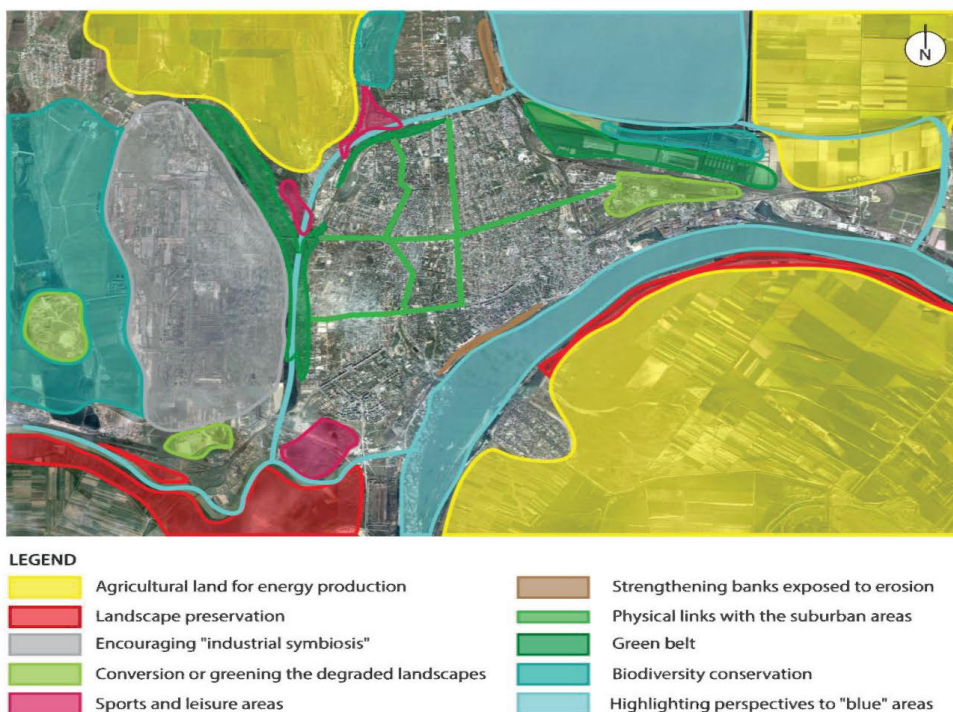 N
LEGEND
Agricultural land for energy production
Landscape preservation
Encouraging "industrial symbiosis"
Conversion or greening the degraded landscapes
Sports and leisure areas
Strengthening banks exposed to erosion
Physical links with the suburban areas
Green belt
Biodiversity conservation
Highlighting perspectives to "blue" areas